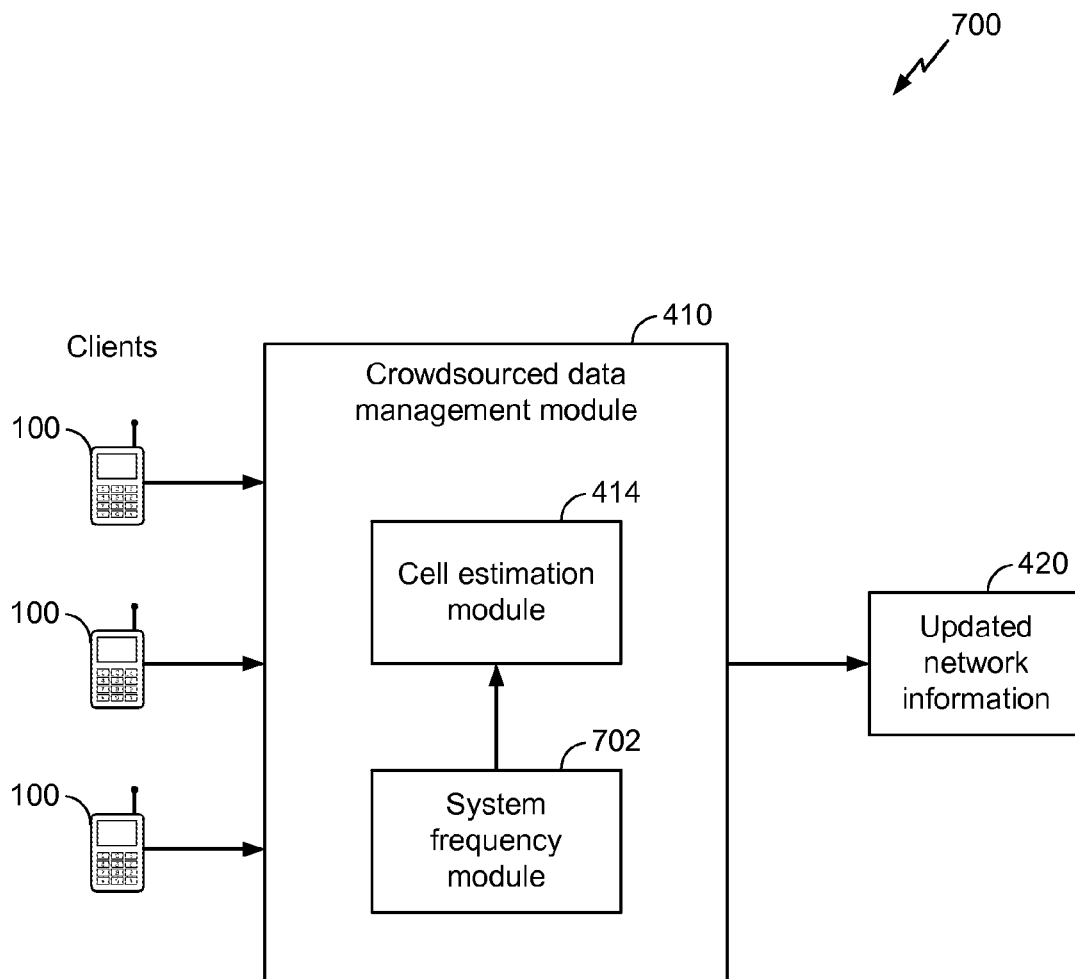 700
410
Clients
Crowdsourced data
management module
100
414
Cell estimation
module
420
100
Updated
network
information
702
100
System
frequency
module